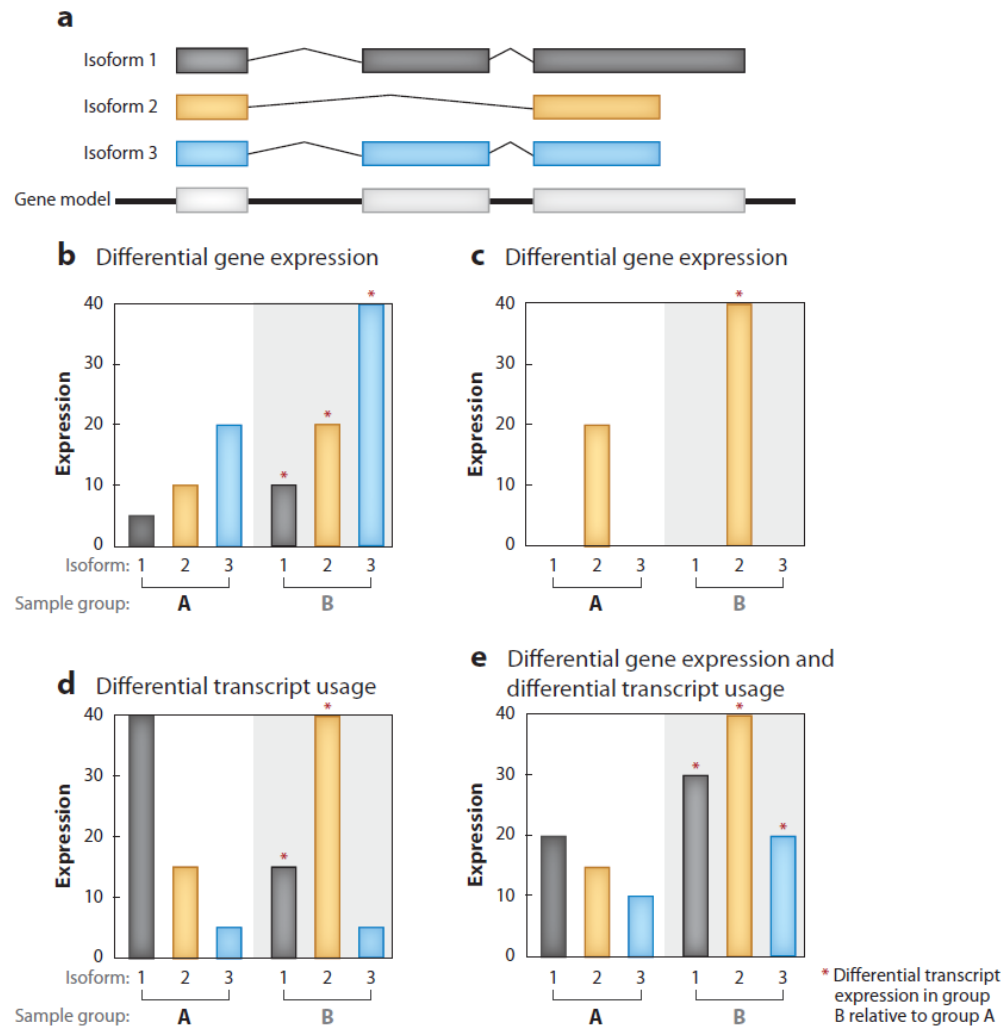 a
Isoform 1
Isoform 2
Isoform 3
Gene model
b Differential gene expression
40
30
20
10
0
Expression
*
*
*
Isoform: 1 2 3 1 2 3
Sample group: A B
c Differential gene expression
40
30
20
10
0
Expression
*
1 2 3 1 2 3
A B
d Differential transcript usage
40
30
20
10
0
Expression
*
*
Isoform: 1 2 3 1 2 3
Sample group: A B
e Differential gene expression and
differential transcript usage
40
30
20
10
0
Expression
*
*
*
1 2 3 1 2 3
A B
* Differential transcript
expression in group
B relative to group A